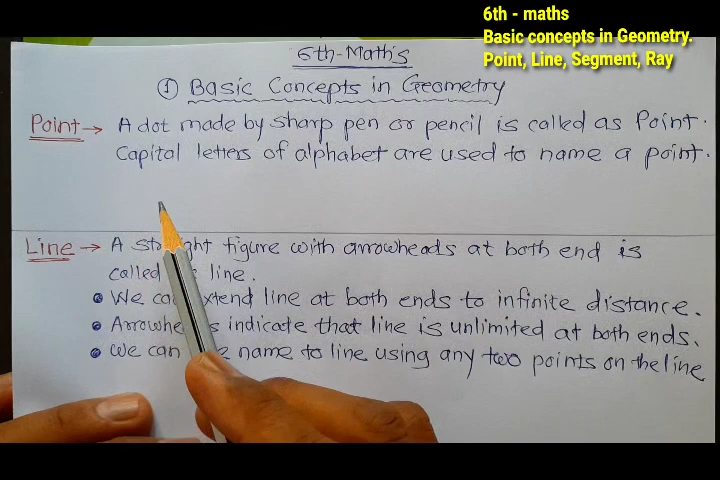 6th - maths
Basic concepts in Geometry.
Point, Line, Segment, Ray
6th-Math's
① Basic Concepts in Geometry
Point → A dot made by sharp pen or pencil is called as Point.
Capital letters of alphabet are used to name a point.
Line → A straight figure with arrowheads at both end is
called line.
We can extend line at both ends to infinite distance.
Arrowheads indicate that line is unlimited at both ends.
We can name to line using any two points on the line